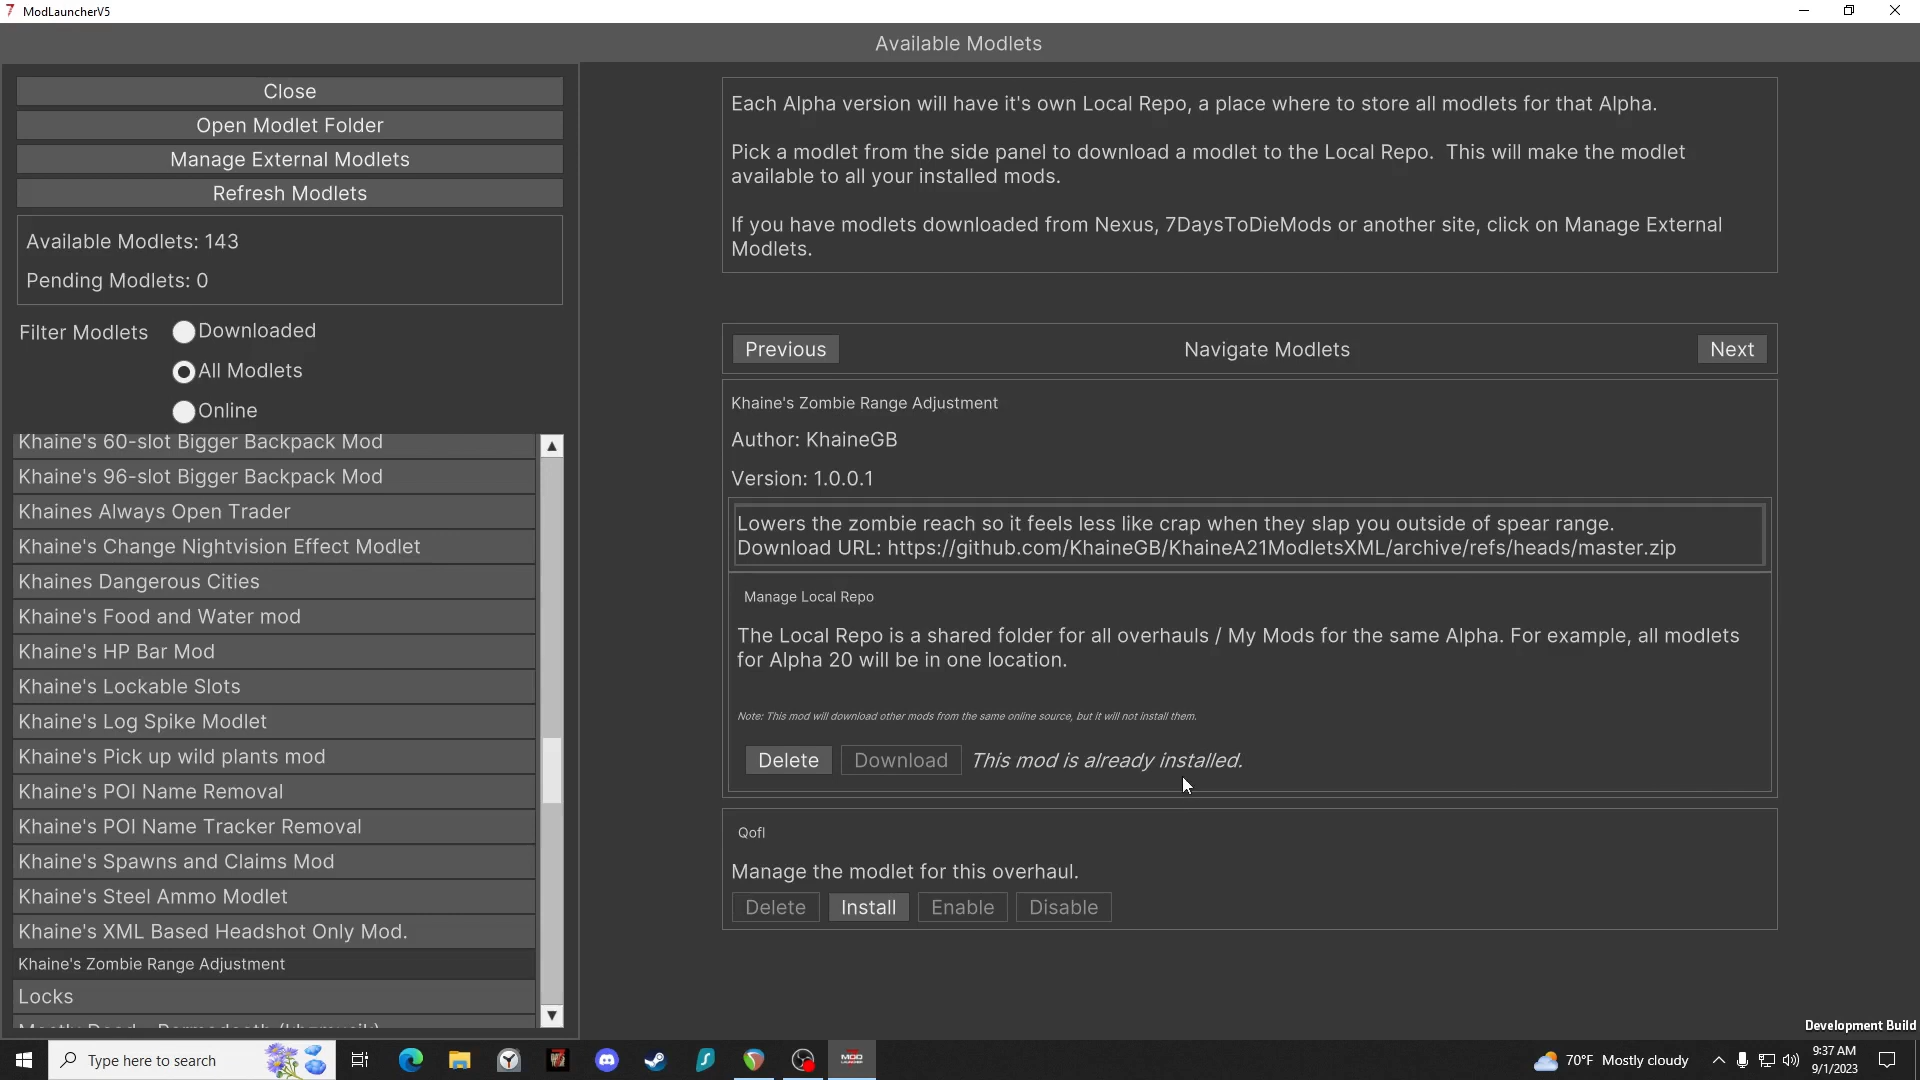 ModLauncherV5
Available Modlets
Close
Open Modlet Folder
Manage External Modlets
Refresh Modlets
Available Modlets: 143
Pending Modlets: 0
Filter Modlets
Downloaded
All Modlets
Online
Khaine's 60-slot Bigger Backpack Mod
Khaine's 96-slot Bigger Backpack Mod
Khaines Always Open Trader
Khaine's Change Nightvision Effect Modlet
Khaines Dangerous Cities
Khaine's Food and Water mod
Khaine's HP Bar Mod
Khaine's Lockable Slots
Khaine's Log Spike Modlet
Khaine's Pick up wild plants mod
Khaine's POI Name Removal
Khaine's POI Name Tracker Removal
Khaine's Spawns and Claims Mod
Khaine's Steel Ammo Modlet
Khaine's XML Based Headshot Only Mod.
Khaine's Zombie Range Adjustment
Locks
Each Alpha version will have it's own Local Repo, a place where to store all modlets for that Alpha.
Pick a modlet from the side panel to download a modlet to the Local Repo.  This will make the modlet
available to all your installed mods.
If you have modlets downloaded from Nexus, 7DaysToDieMods or another site, click on Manage External
Modlets.
Previous
Navigate Modlets
Next
Khaine's Zombie Range Adjustment
Author: KhaineGB
Version: 1.0.0.1
Lowers the zombie reach so it feels less like crap when they slap you outside of spear range.
Download URL: https://github.com/KhaineGB/KhaineA21ModletsXML/archive/refs/heads/master.zip
Manage Local Repo
The Local Repo is a shared folder for all overhauls / My Mods for the same Alpha. For example, all modlets
for Alpha 20 will be in one location.
Note: This mod will download other mods from the same online source, but it will not install them.
Delete
Download
This mod is already installed.
Qofl
Manage the modlet for this overhaul.
Delete
Install
Enable
Disable
Development Build
Type here to search
70°F Mostly cloudy
9:37 AM
9/1/2023